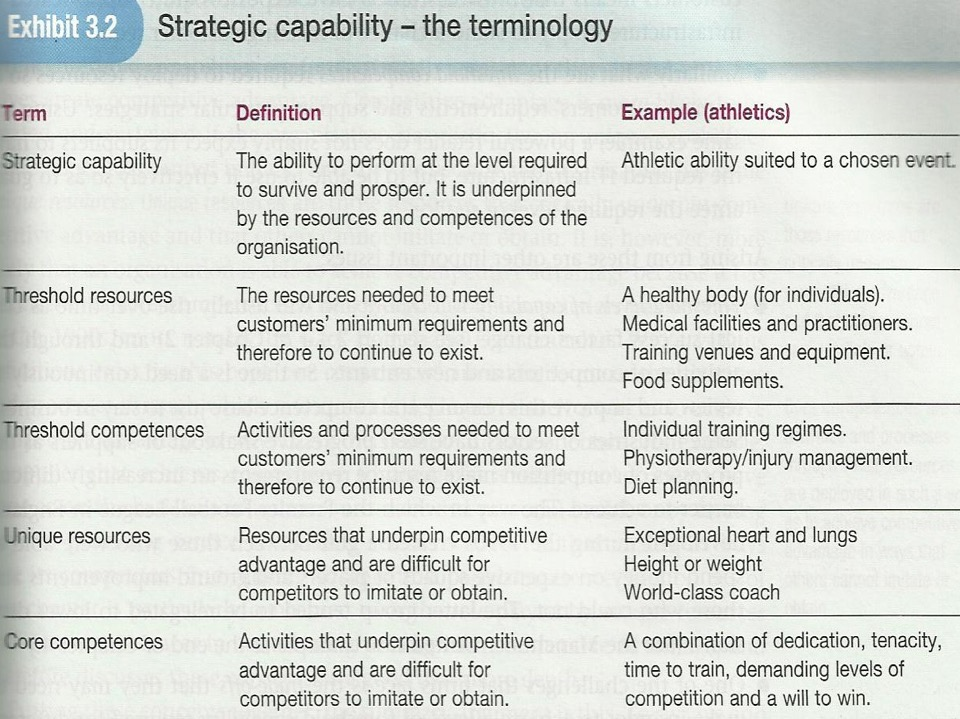 Exhibit 3.2 Strategic capability – the terminology
Term Definition Example (athletics)
Strategic capability The ability to perform at the level required Athletic ability suited to a chosen event.
to survive and prosper. It is underpinned
by the resources and competences of the
organisation.
Threshold resources The resources needed to meet A healthy body (for individuals).
customers' minimum requirements and Medical facilities and practitioners.
therefore to continue to exist. Training venues and equipment.
Food supplements.
Threshold competences Activities and processes needed to meet Individual training regimes.
customers' minimum requirements and Physiotherapy/injury management.
therefore to continue to exist. Diet planning.
Unique resources Resources that underpin competitive Exceptional heart and lungs
advantage and are difficult for Height or weight
competitors to imitate or obtain. World-class coach
Core competences Activities that underpin competitive A combination of dedication, tenacity,
advantage and are difficult for time to train, demanding levels of
competitors to imitate or obtain. competition and a will to win.